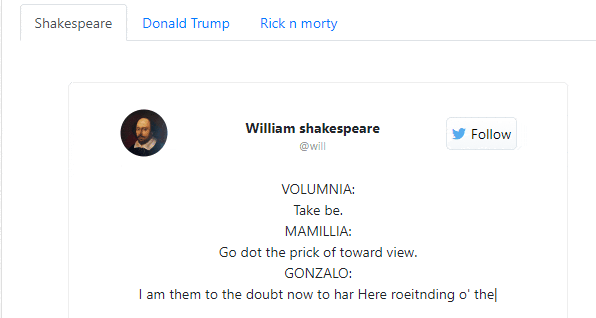 Shakespeare Donald Trump Rick n morty
William shakespeare
@will
Follow
VOLUMNIA:
Take be.
MAMILLIA:
Go dot the prick of toward view.
GONZALO:
I am them to the doubt now to har Here roeitnding o' the